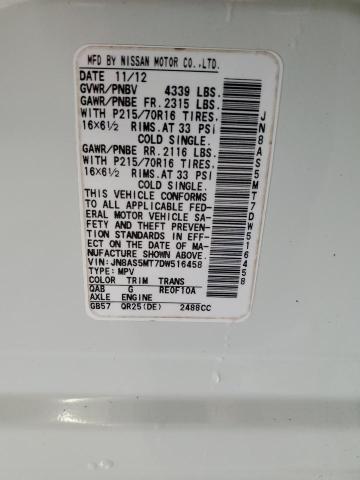 MFD BY NISSAN MOTOR CO.,LTD.
DATE 11/12
GVWR/PNBV 4339 LBS.
GAWR/PNBE FR.2315 LBS.
WITH P215/70R16 TIRES,
16X6½ RIMS.AT 33 PSI
COLD SINGLE.
GAWR/PNBE RR.2116 LBS.
WITH P215/70R16 TIRES,
16X6½ RIMS.AT 33 PSI
COLD SINGLE.
THIS VEHICLE CONFORMS
TO ALL APPLICABLE FED-
ERAL MOTOR VEHICLE SA-
FETY AND THEFT PREVEN-
TION STANDARDS IN EFF-
ECT ON THE DATE OF MA-
NUFACTURE SHOWN ABOVE.
VIN:JN8AS5MT7DW516458
TYPE:MPV
COLOR TRIM TRANS
QAB G RE0F10A
AXLE ENGINE
GB57 QR25(DE) 2488CC
JN8AS5MT7DW516458